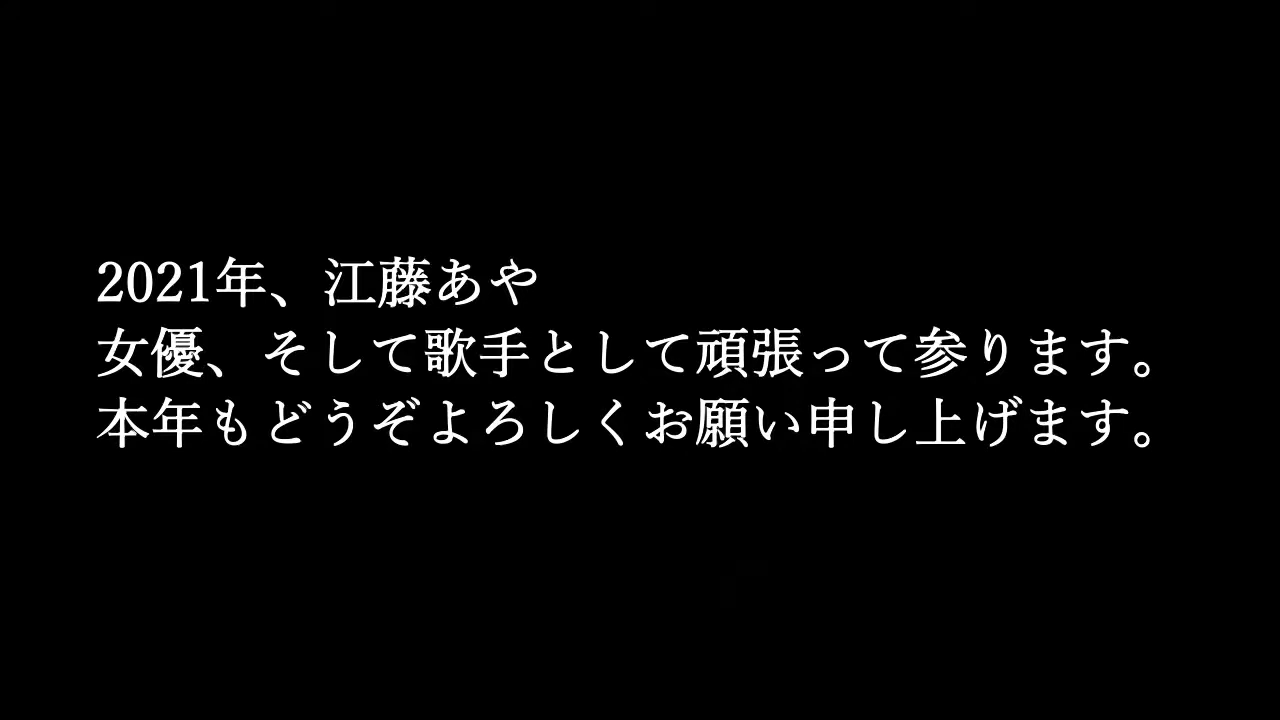 2021年、江藤あや
女優、そして歌手として頑張って参ります。
本年もどうぞよろしくお願い申し上げます。